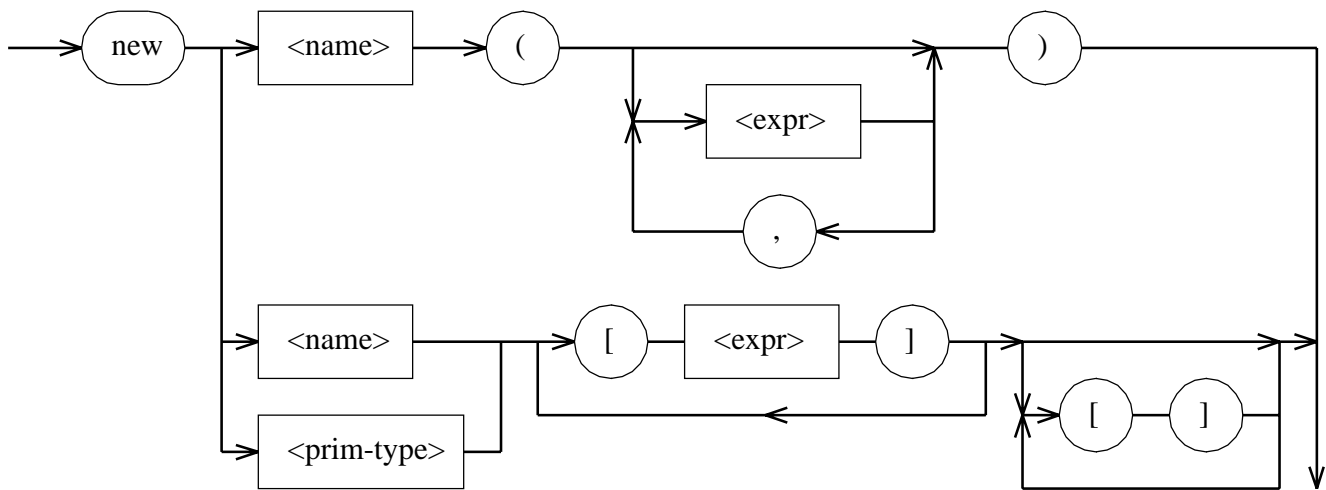 new <name> ( )
<expr>
,
<name> [ <expr> ]
[ ]
<prim-type>